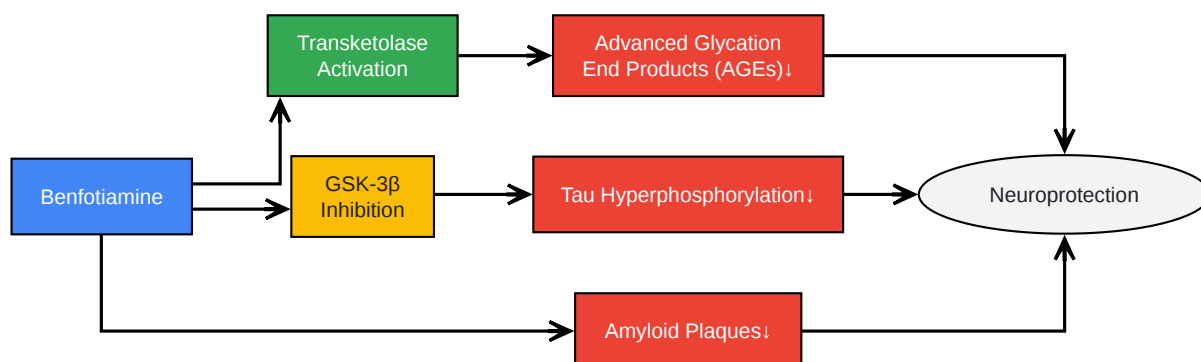 Transketolase
Activation
Advanced Glycation
End Products (AGEs)↓
Benfotiamine
GSK-3β
Inhibition
Tau Hyperphosphorylation↓
Neuroprotection
Amyloid Plaques↓